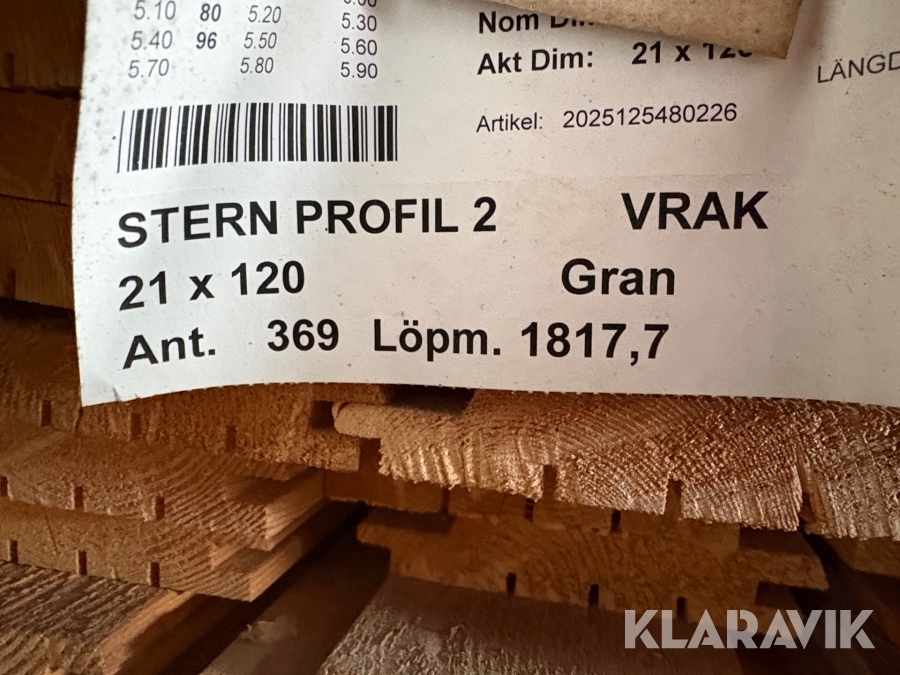 5.10 80 5.20 5.30
5.40 96 5.50 5.60
5.70 5.80 5.90
Nom
Akt Dim: 21 x
LÄNGD
Artikel: 2025125480226
STERN PROFIL 2 VRAK
21 x 120 Gran
Ant. 369 Löpm. 1817,7
KLARAVIK